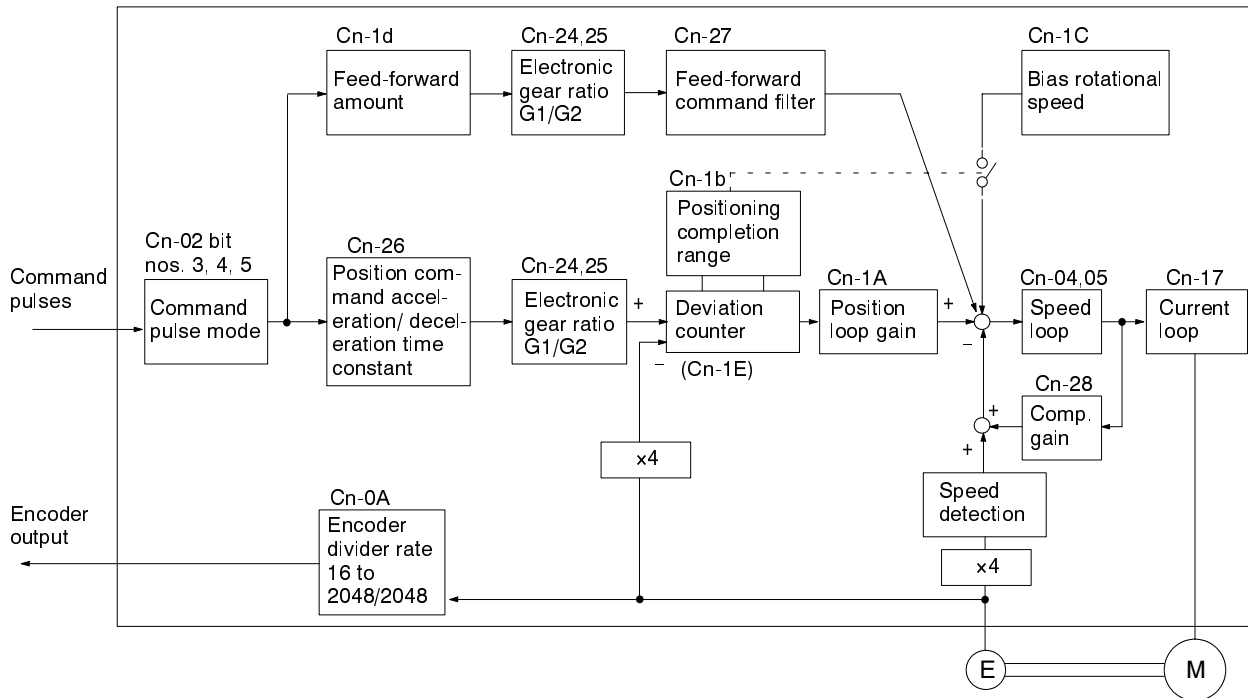 Cn-1d
Feed-forward
amount
Cn-24,25
Electronic
gear ratio
G1/G2
Cn-27
Feed-forward
command filter
Cn-1C
Bias rotational
speed
Cn-1b
Positioning
completion
range
Command
pulses
Cn-02 bit
nos. 3, 4, 5
Command
pulse mode
Cn-26
Position com-
mand accel-
eration/ decel-
eration time
constant
Cn-24,25
Electronic
gear ratio
G1/G2
+
−
Deviation
counter
(Cn-1E)
Cn-1A
Position
loop gain
+
−
Cn-04,05
Speed
loop
Cn-17
Current
loop
Cn-28
Comp.
gain
+
+
×4
Speed
detection
×4
Encoder
output
Cn-0A
Encoder
divider rate
16 to
2048/2048
E
M